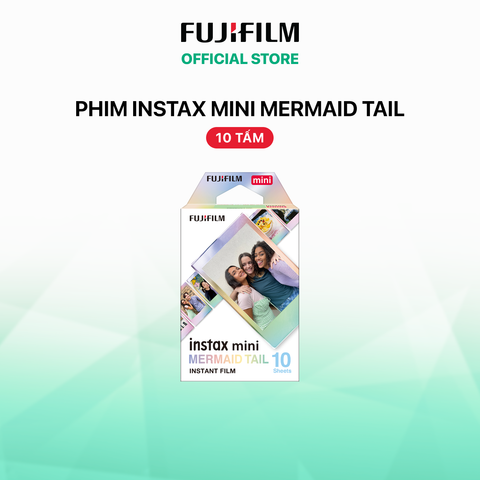 FUJIFILM
OFFICIAL STORE
PHIM INSTAX MINI MERMAID TAIL
10 TẤM
FUJIFILM
mini
FUJIFILM
instax mini
MERMAID TAIL 10
Sheets
INSTANT FILM